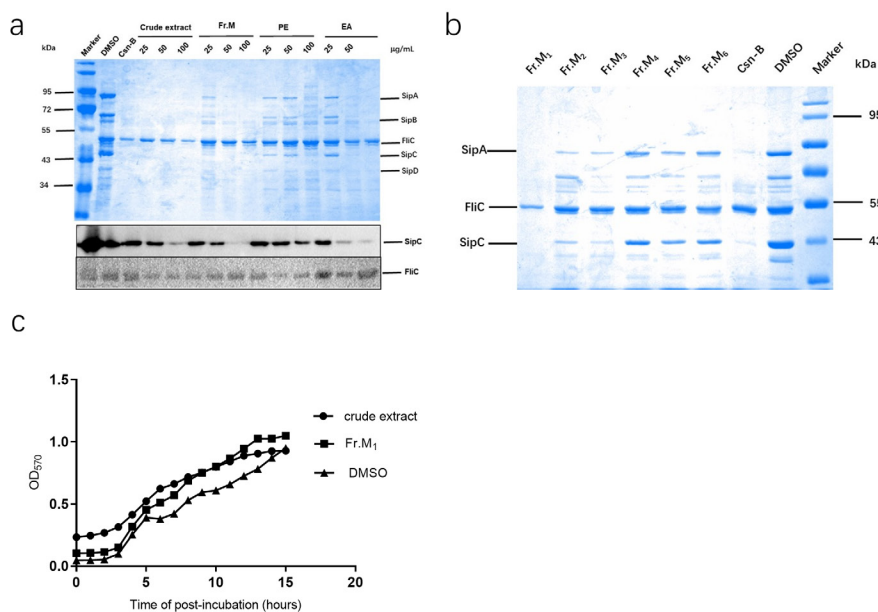 a
Crude extract Fr.M PE EA
kDa Marker DMSO Csn-B 25 50 100 25 50 100 25 50 100 25 50 μg/mL
95
72
55
43
34
SipA
SipB
FliC
SipC
SipD
SipC
FliC
b
Fr.M1 Fr.M2 Fr.M3 Fr.M4 Fr.M5 Fr.M6 Csn-B DMSO Marker kDa
SipA
FliC
SipC
95
55
43
c
1.5
1.0
0.5
0.0
OD570
0 5 10 15 20
Time of post-incubation (hours)
crude extract
Fr.M1
DMSO